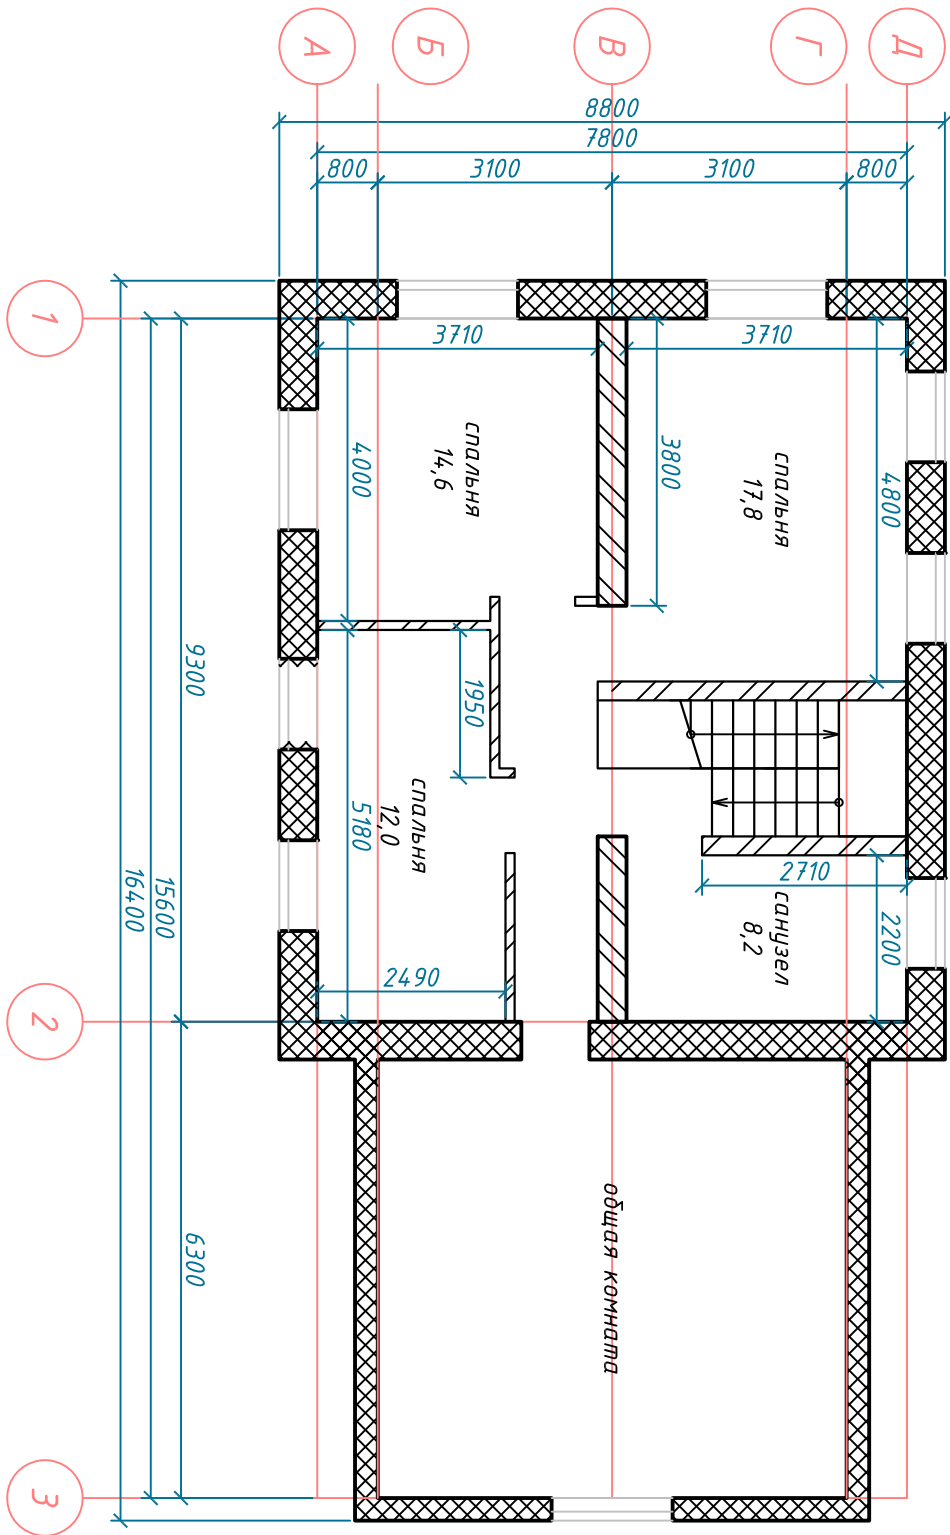 А
Б
В
Г
Д
8800
7800
800
3100
3100
800
1
3710
3710
4000
спальня
14,6
3800
спальня
17,8
4800
9300
1950
спальня
12,0
5180
16400
15600
2710
санузел
8,2
2200
2490
2
6300
общая комната
3